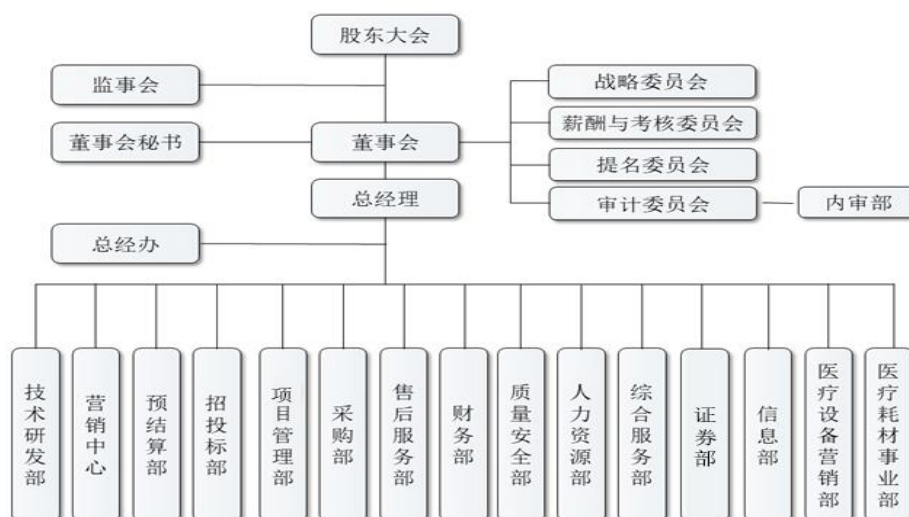 股东大会
监事会
战略委员会
薪酬与考核委员会
董事会秘书
董事会
提名委员会
总经理
审计委员会
内审部
总经办
技术研发部
营销中心
预结算部
招投标部
项目管理部
采购部
售后服务部
财务部
质量安全部
人力资源部
综合服务部
证券部
信息部
医疗设备营销部
医疗耗材事业部